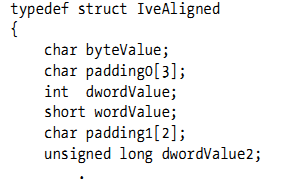 typedef struct IveAligned
{
char byteValue;
char padding0[3];
int dwordValue;
short wordValue;
char padding1[2];
unsigned long dwordValue2;
.